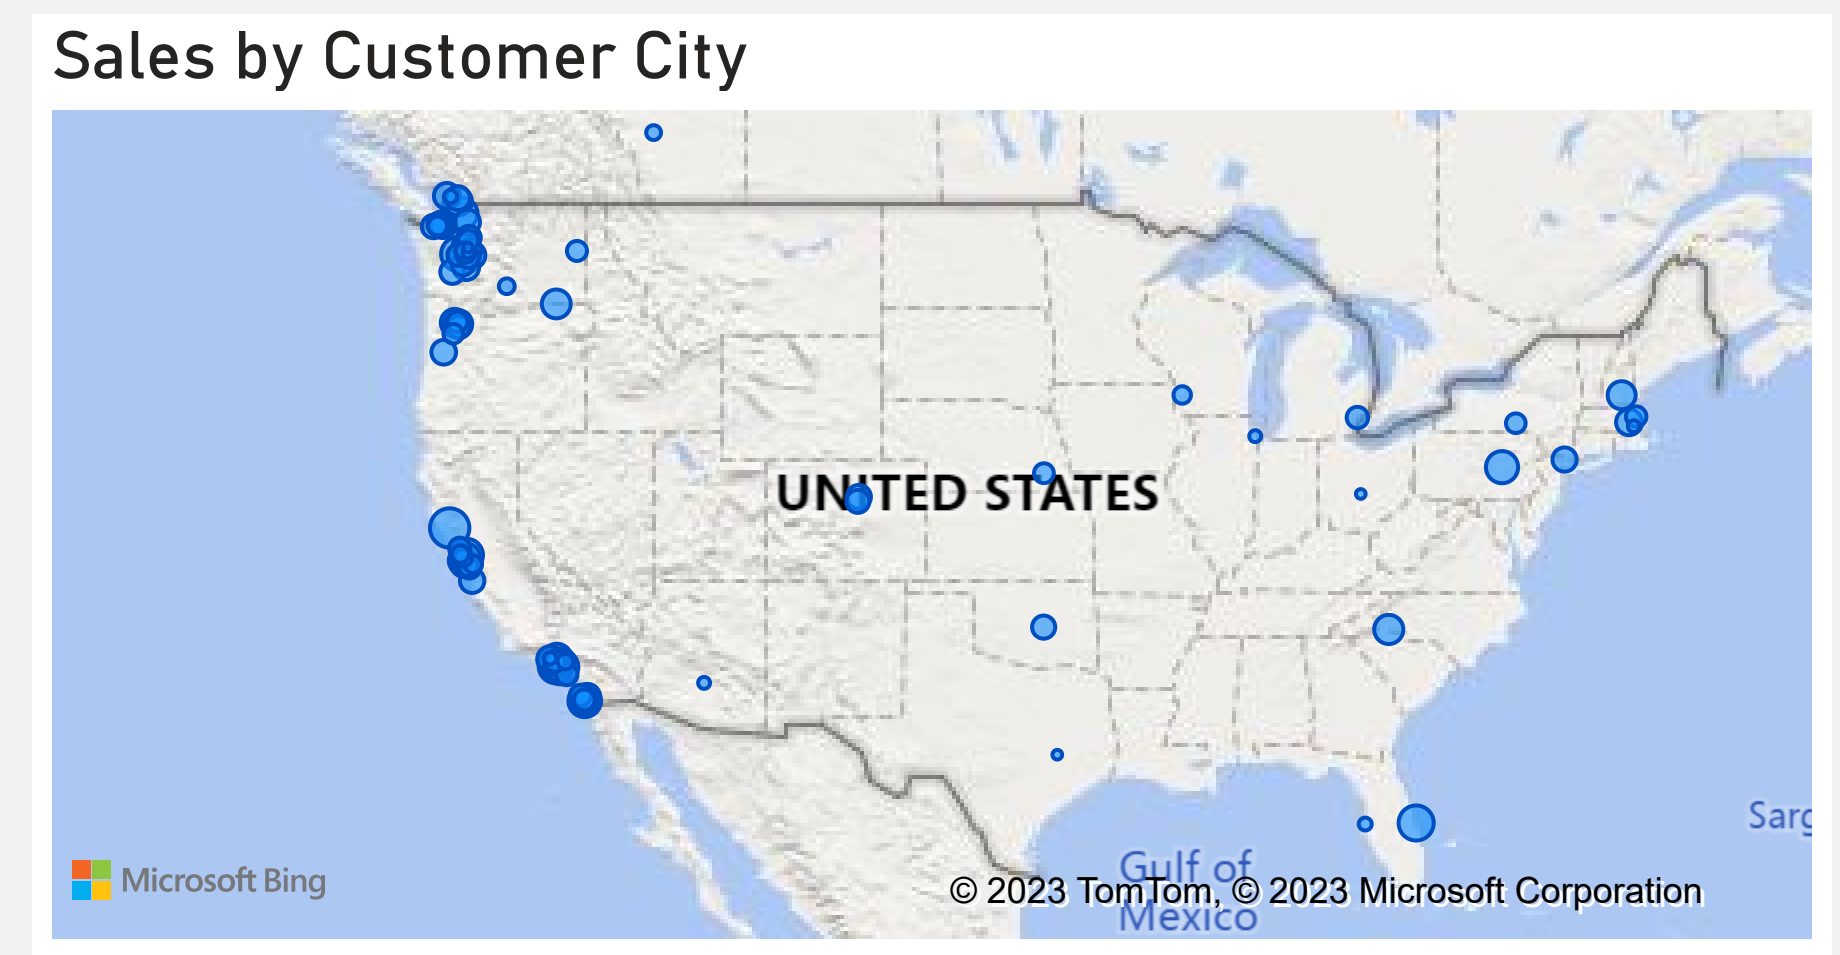 Sales by Customer City
UNITED STATES
Sarg
Gulf of
Mexico
Microsoft Bing
© 2023 TomTom, © 2023 Microsoft Corporation